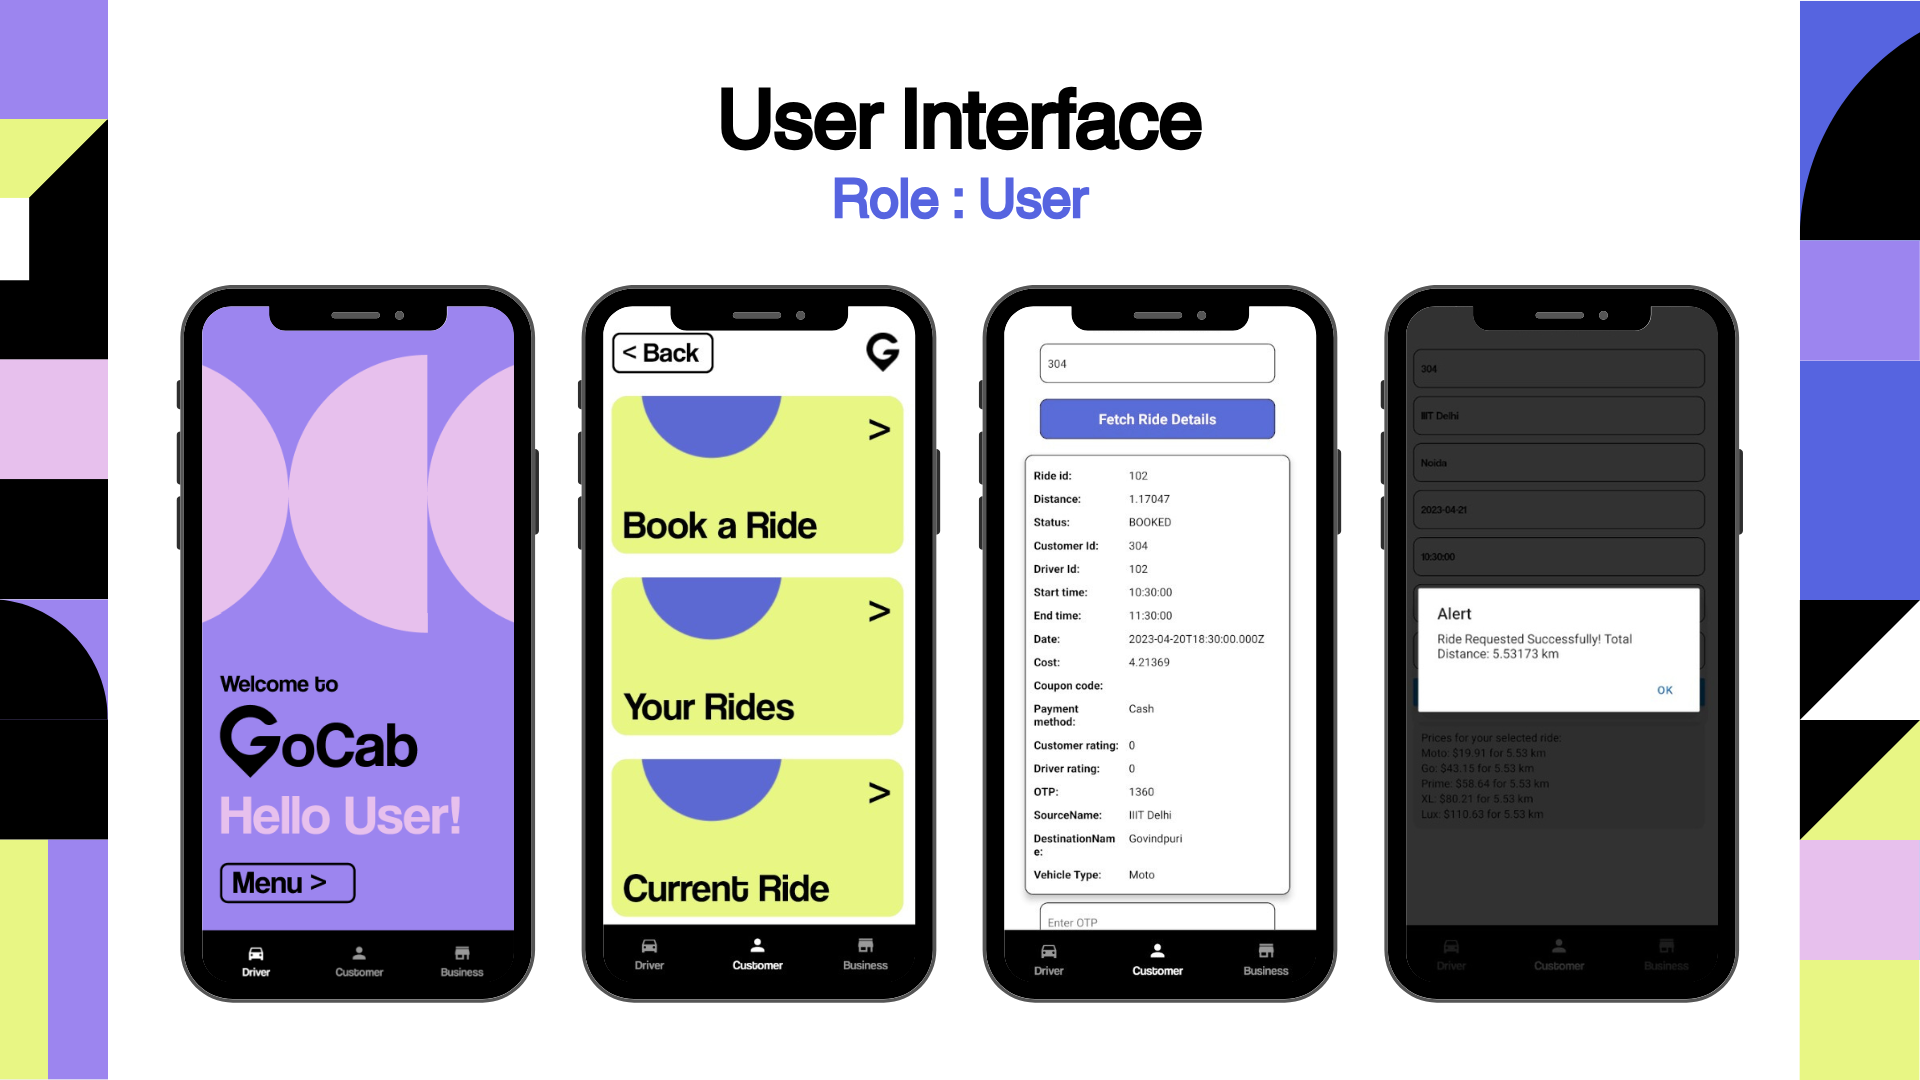 User Interface
Role : User
Welcome to
GoCab
Hello User!
Menu >
Driver
Customer
Business
< Back
G
>
Book a Ride
>
Your Rides
>
Current Ride
Driver
Customer
Business
304
Fetch Ride Details
Ride id: 102
Distance: 1.17047
Status: BOOKED
Customer Id: 304
Driver Id: 102
Start time: 10:30:00
End time: 11:30:00
Date: 2023-04-20T18:30:00.000Z
Cost: 4.21369
Coupon code:
Payment Cash
method:
Customer rating: 0
Driver rating: 0
OTP: 1360
SourceName: IIIT Delhi
DestinationNam Govindpuri
e:
Vehicle Type: Moto
Enter OTP
Driver
Customer
Business
304
IIIT Delhi
Noida
2023-04-21
10:30:00
Alert
Ride Requested Successfully! Total
Distance: 5.53173 km
OK
Prices for your selected ride:
Moto: $19.91 for 5.53 km
Go: $43.15 for 5.53 km
Prime: $58.64 for 5.53 km
XL: $80.21 for 5.53 km
Lux: $110.63 for 5.53 km
Driver
Customer
Business